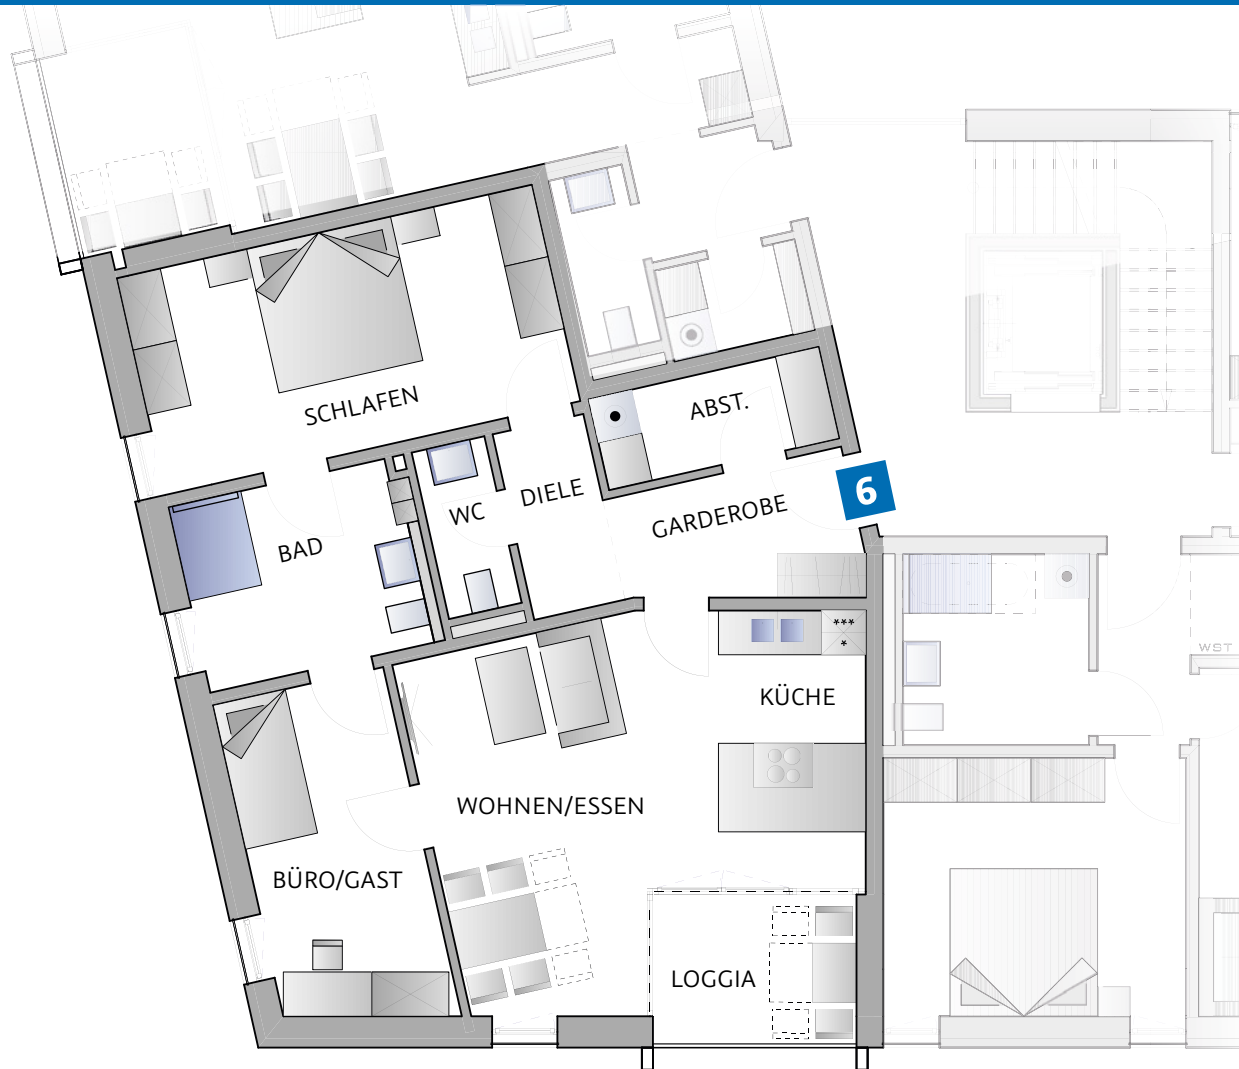 SCHLAFEN
ABST.
6
DIELE
WC
GARDEROBE
BAD
***
*
WST
KÜCHE
WOHNEN/ESSEN
BÜRO/GAST
LOGGIA